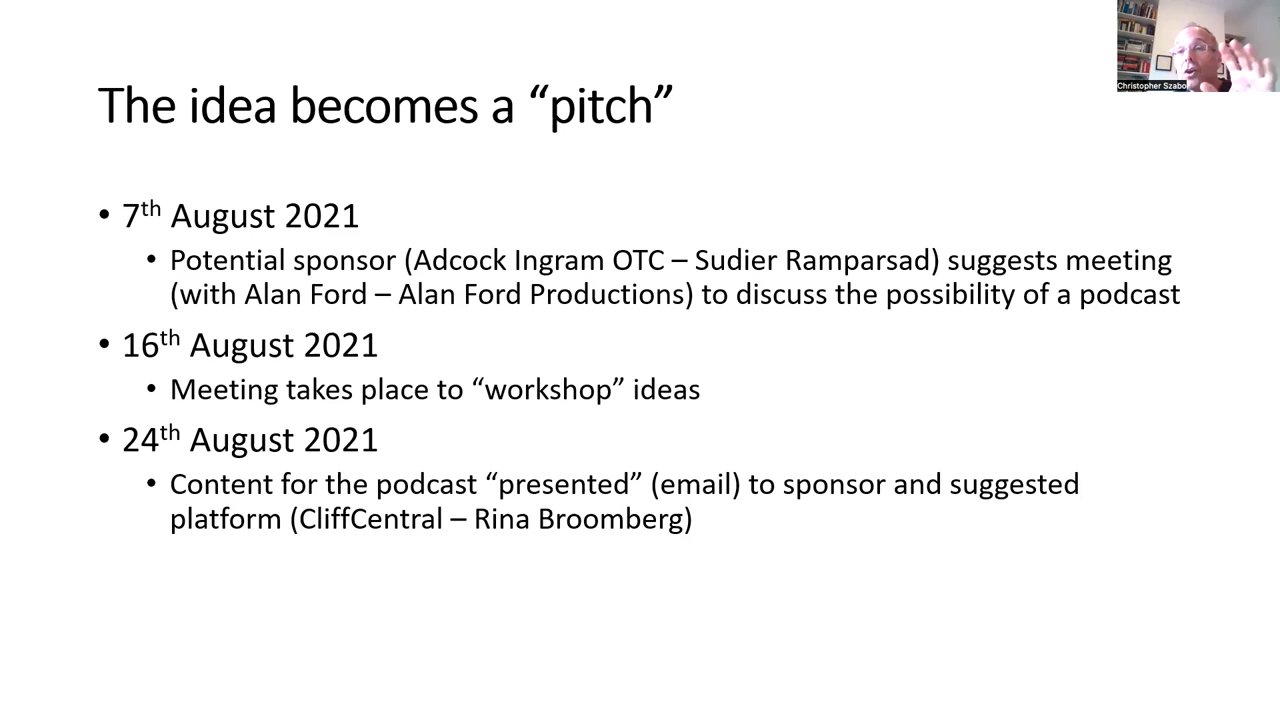 The idea becomes a “pitch”
• 7th August 2021
• Potential sponsor (Adcock Ingram OTC – Sudier Ramparsad) suggests meeting
(with Alan Ford – Alan Ford Productions) to discuss the possibility of a podcast
• 16th August 2021
• Meeting takes place to “workshop” ideas
• 24th August 2021
• Content for the podcast “presented” (email) to sponsor and suggested
platform (CliffCentral – Rina Broomberg)
Christopher Szabo